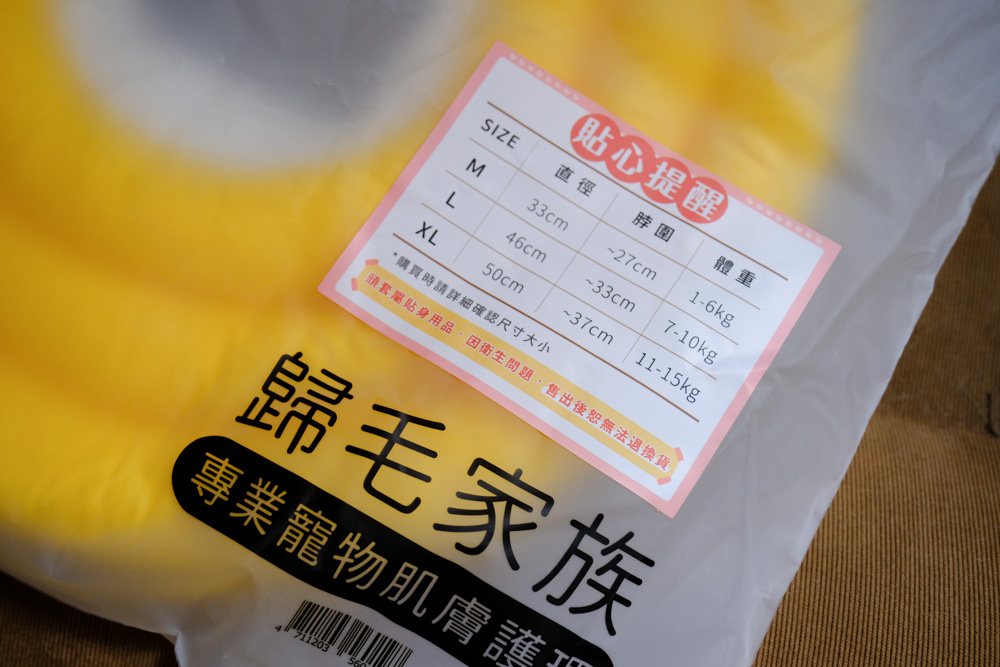 貼心提醒
SIZE 直徑 脖圍 體重
M 33cm ~27cm 1-6kg
L 46cm ~33cm 7-10kg
XL 50cm ~37cm 11-15kg
*購買時請詳細確認尺寸大小
頭套屬貼身用品,因衛生問題,售出後恕無法退換貨
歸毛家族
專業寵物肌膚護理
4 711203 560